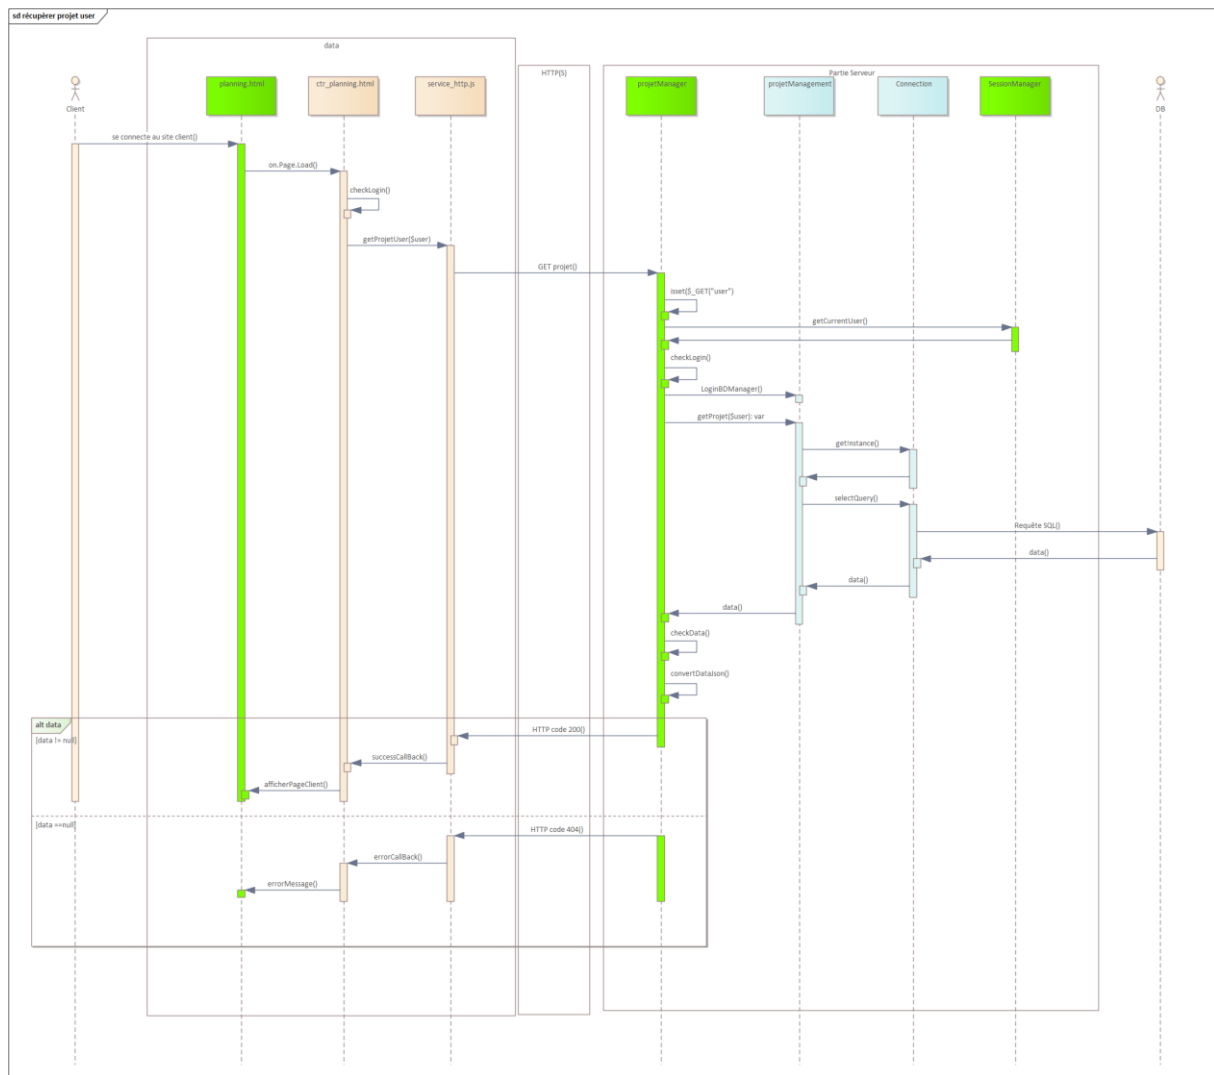 sd récupèrer projet user
data
HTTP(S)
Partie Serveur
Client
planning.html
ctr_planning.html
service_http.js
projetManager
projetManagement
Connection
SessionManager
DB
se connecte au site client()
on.Page.Load()
checkLogin()
getProjetUser($user)
GET projet()
isset($_GET("user")
getCurrentUser()
checkLogin()
LoginBDManager()
getProjet($user): var
getInstance()
selectQuery()
Requête SQL()
data()
data()
data()
checkData()
convertDataJson()
alt data
[data != null]
HTTP code 200()
successCallBack()
afficherPageClient()
[data ==null]
HTTP code 404()
errorCallBack()
errorMessage()